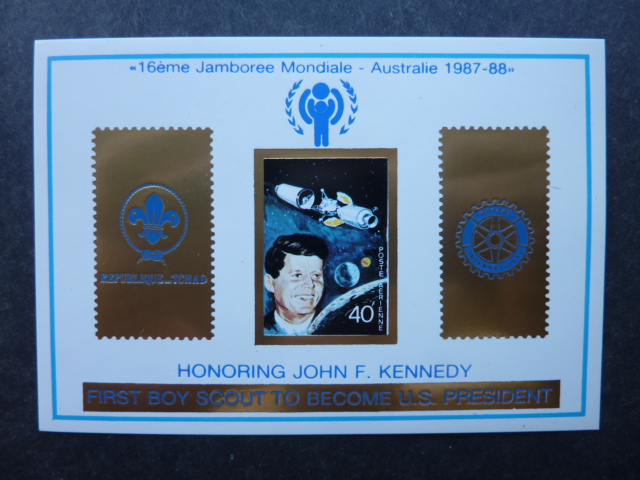 «16ème Jamboree Mondiale - Australie 1987-88»
REPUBLIQUE DU TCHAD
POSTE AÉRIENNE
40F
HONORING JOHN F. KENNEDY
FIRST BOY SCOUT TO BECOME U.S. PRESIDENT